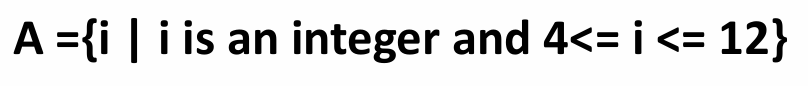 A ={i | i is an integer and 4<= i <= 12}